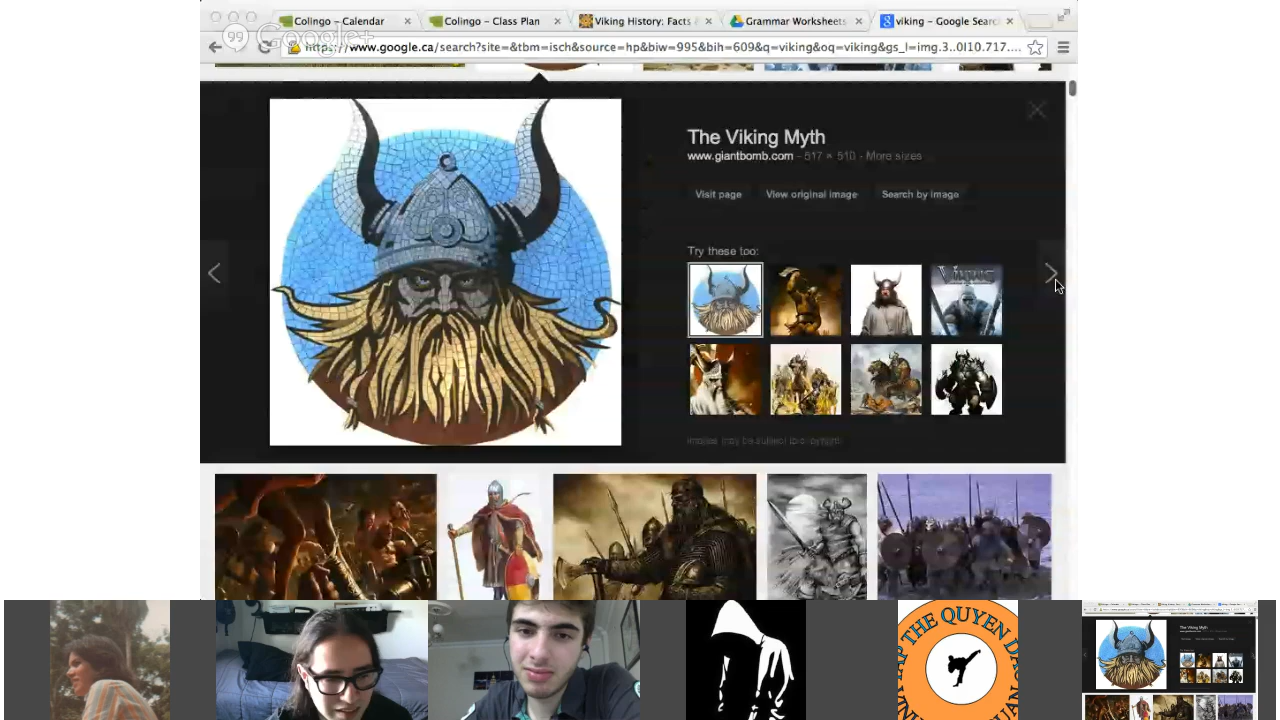 Colingo - Calendar
Colingo - Class Plan
Viking History: Facts
Grammar Worksheets
viking - Google Searc
Google+
https://www.google.ca/search?site=&tbm=isch&source=hp&biw=995&bih=609&q=viking&oq=viking&gs_l=img.3..0l10.717....
The Viking Myth
www.giantbomb.com - 517 × 510 - More sizes
Visit page
View original image
Search by image
Try these too:
Images may be subject to copyright.
THE QUYEN DAO